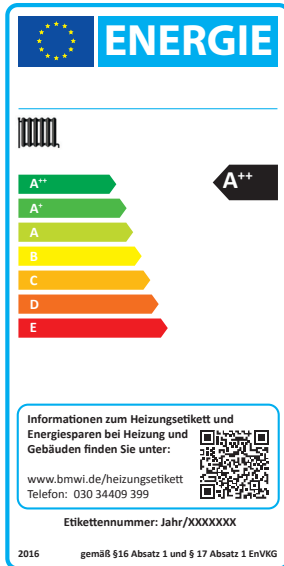 ENERGIE
A++
A++
A+
A
B
C
D
E
Informationen zum Heizungsetikett und
Energiesparen bei Heizung und
Gebäuden finden Sie unter:
www.bmwi.de/heizungsetikett
Telefon: 030 34409 399
Etikettennummer: Jahr/XXXXXXX
2016 gemäß §16 Absatz 1 und § 17 Absatz 1 EnVKG